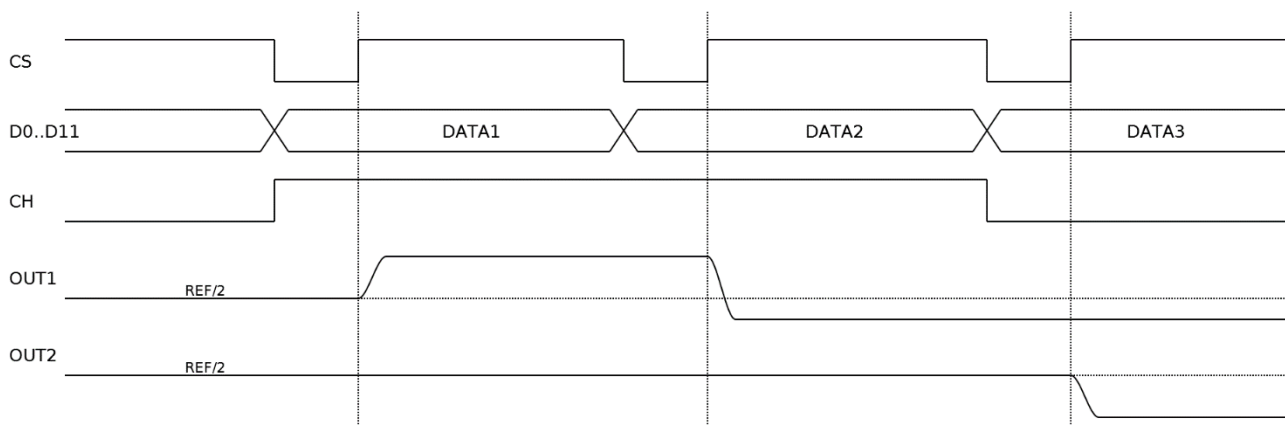 CS
D0..D11
DATA1
DATA2
DATA3
CH
OUT1
REF/2
OUT2
REF/2